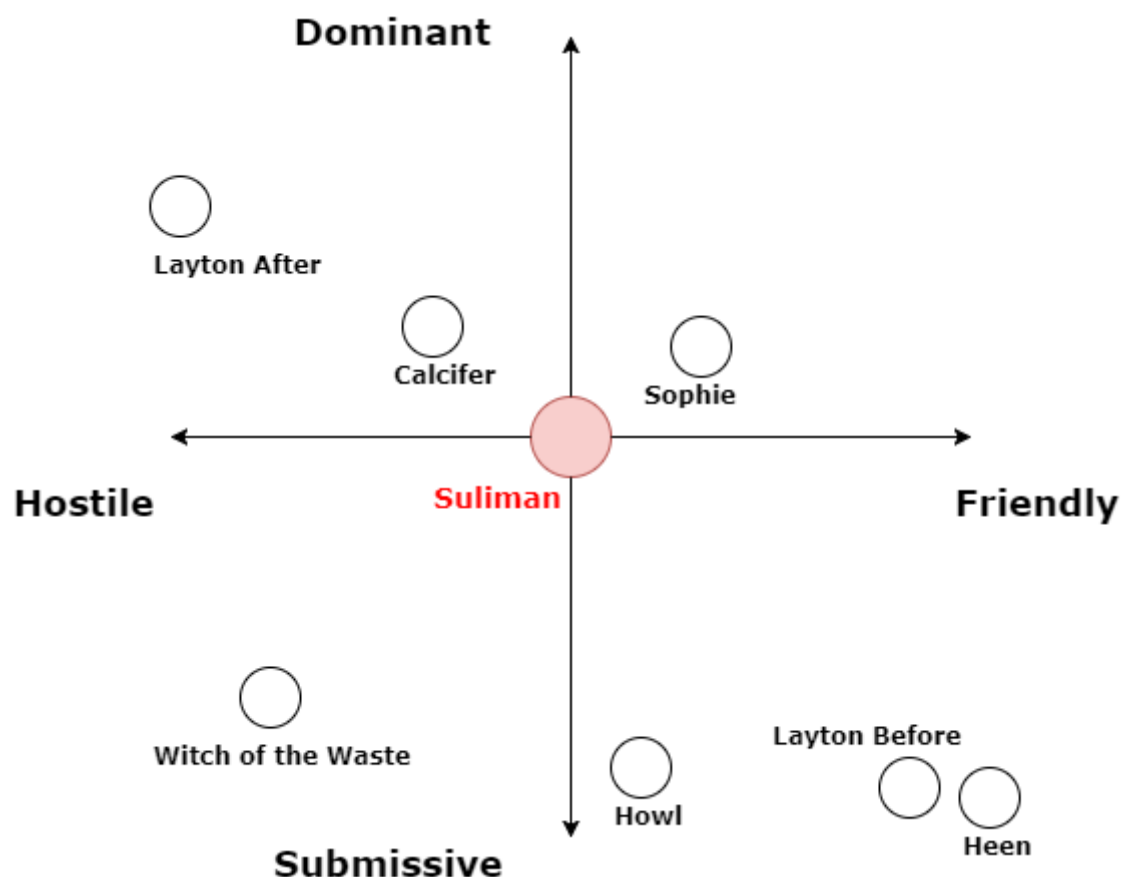 Dominant
Layton After
Calcifer
Sophie
Suliman
Hostile
Friendly
Layton Before
Witch of the Waste
Howl
Heen
Submissive